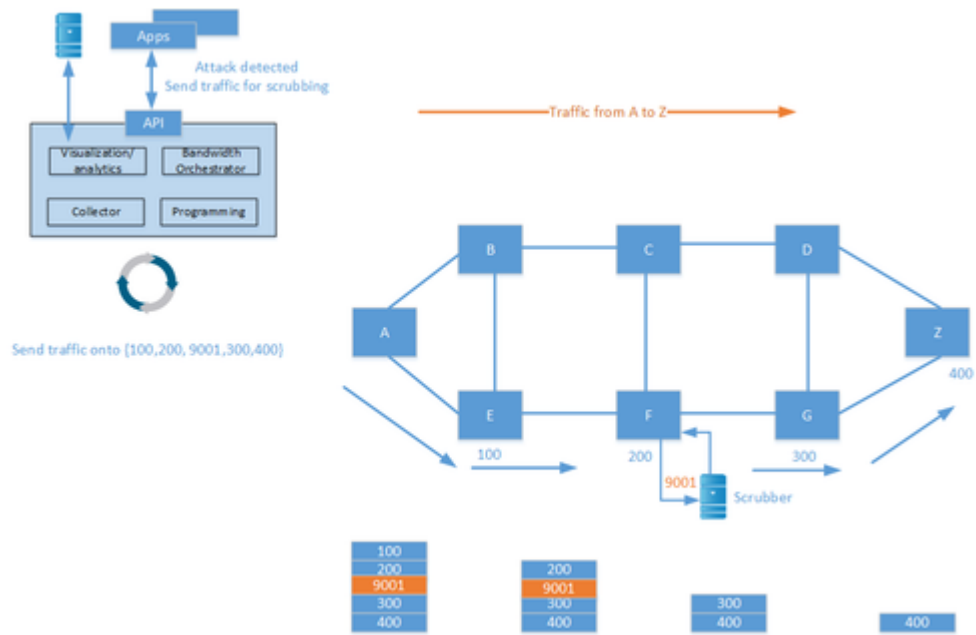 Apps
Attack detected
Send traffic for scrubbing
API
Visualization/
analytics
Bandwidth
Orchestrator
Collector
Programming
Send traffic onto {100,200, 9001,300,400}
Traffic from A to Z
B
C
D
A
Z
400
E
F
G
100
200
300
9001
Scrubber
100
200
9001
300
400
200
9001
300
400
300
400
400